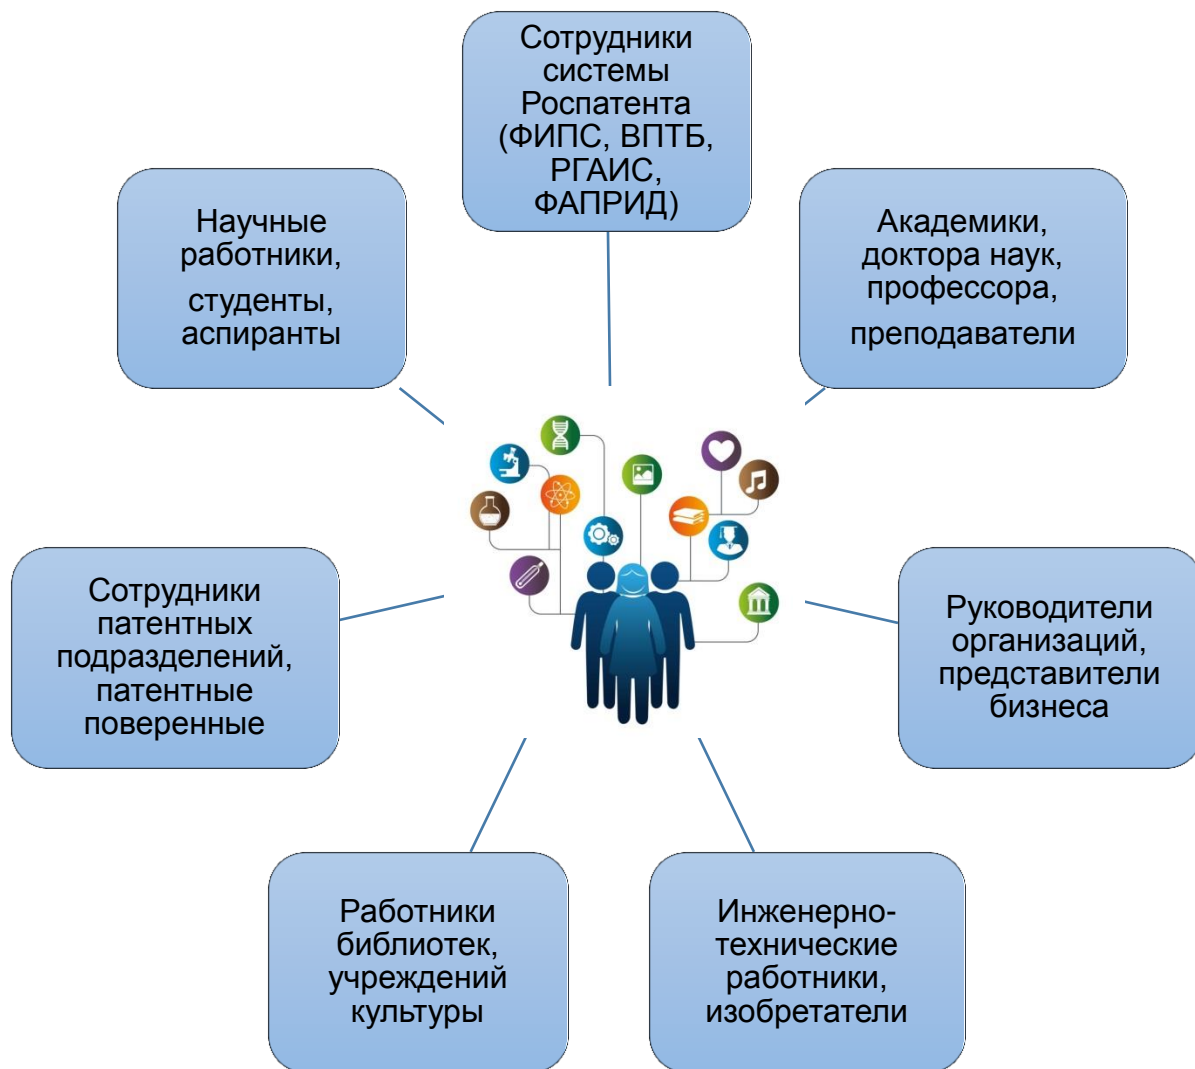 Сотрудники
системы
Роспатента
(ФИПС, ВПТБ,
РГАИС,
ФАПРИД)
Научные
работники,
студенты,
аспиранты
Академики,
доктора наук,
профессора,
преподаватели
Сотрудники
патентных
подразделений,
патентные
поверенные
Руководители
организаций,
представители
бизнеса
Работники
библиотек,
учреждений
культуры
Инженерно-
технические
работники,
изобретатели